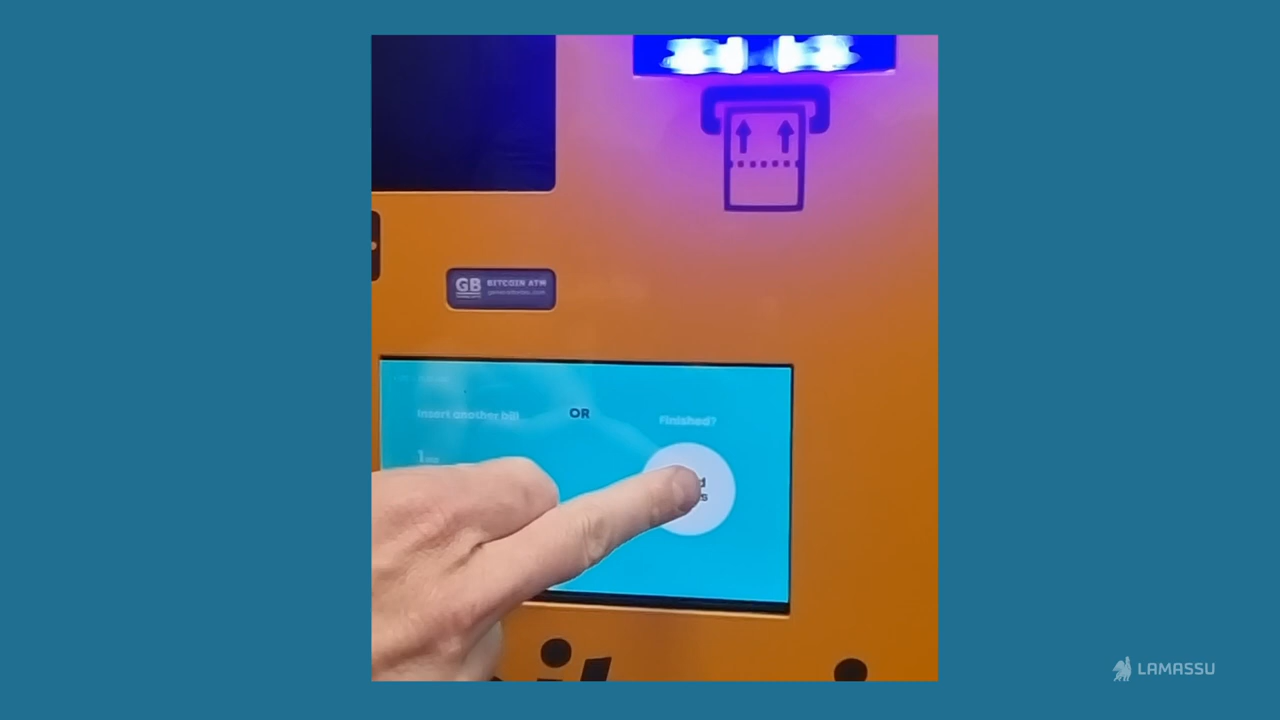 GB BITCOIN ATM
generalbytes.com
Insert another bill
OR
Finished?
1
LAMASSU